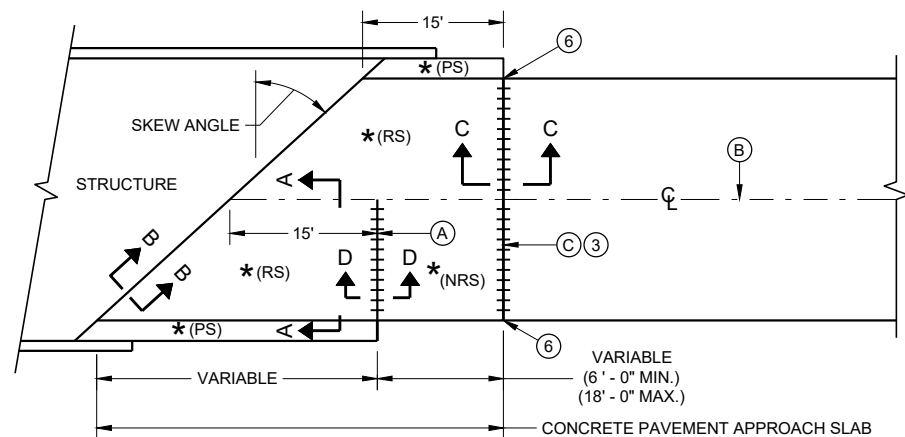 15'
6
*(PS)
SKEW ANGLE
*(RS)
C C
B
STRUCTURE
A
℄
B
15'
A
D D
C 3
*(RS)
*(NRS)
B
*(PS)
A
6
VARIABLE
VARIABLE
(6 ' - 0" MIN.)
(18' - 0" MAX.)
CONCRETE PAVEMENT APPROACH SLAB